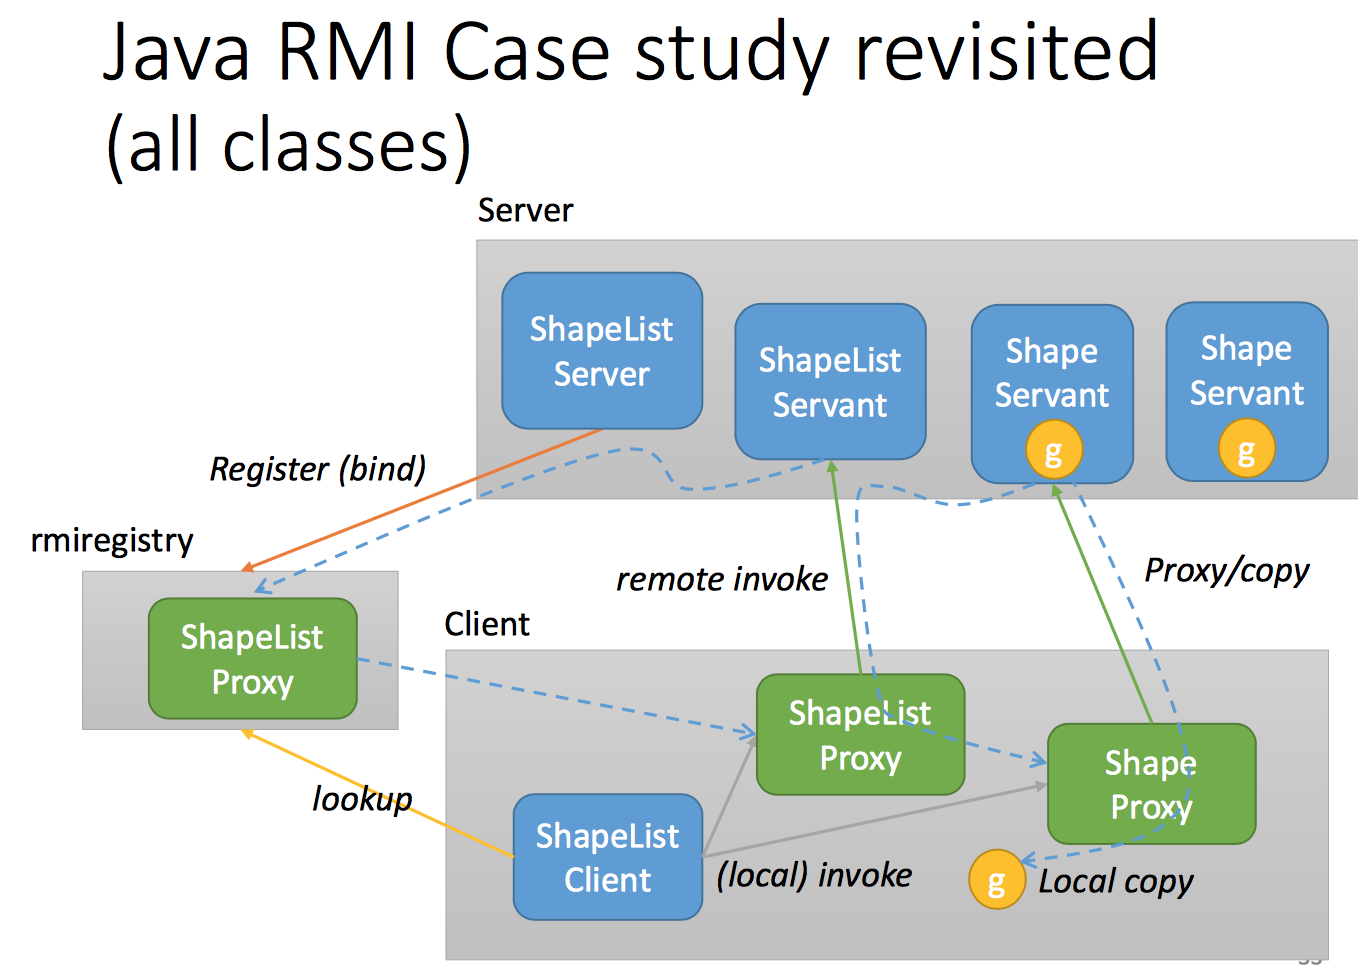 Java RMI Case study revisited
(all classes)
Server
ShapeList
Server
ShapeList
Servant
Shape
Servant
g
Shape
Servant
g
Register (bind)
rmiregistry
remote invoke
Proxy/copy
Client
ShapeList
Proxy
ShapeList
Proxy
Shape
Proxy
lookup
ShapeList
Client
(local) invoke
g
Local copy